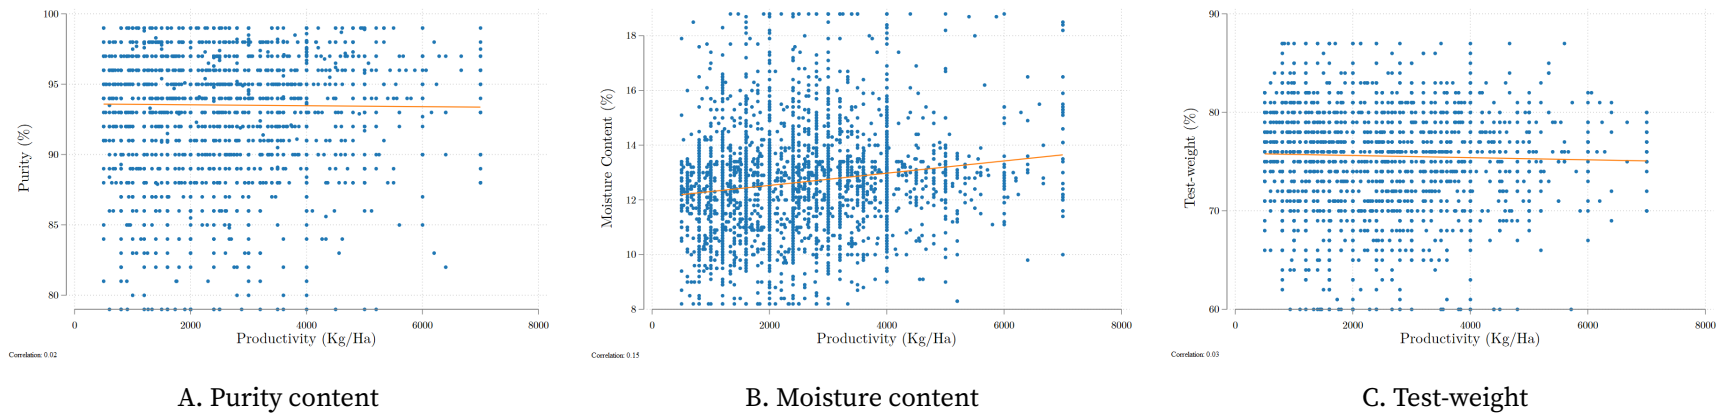 100
95
90
85
80
Purity (%)
0
2000
4000
6000
8000
Productivity (Kg/Ha)
Correlation: 0.02
A. Purity content
18
16
14
12
10
8
Moisture Content (%)
0
2000
4000
6000
8000
Productivity (Kg/Ha)
Correlation: 0.15
B. Moisture content
90
80
70
60
Test-weight (%)
0
2000
4000
6000
8000
Productivity (Kg/Ha)
Correlation: 0.03
C. Test-weight